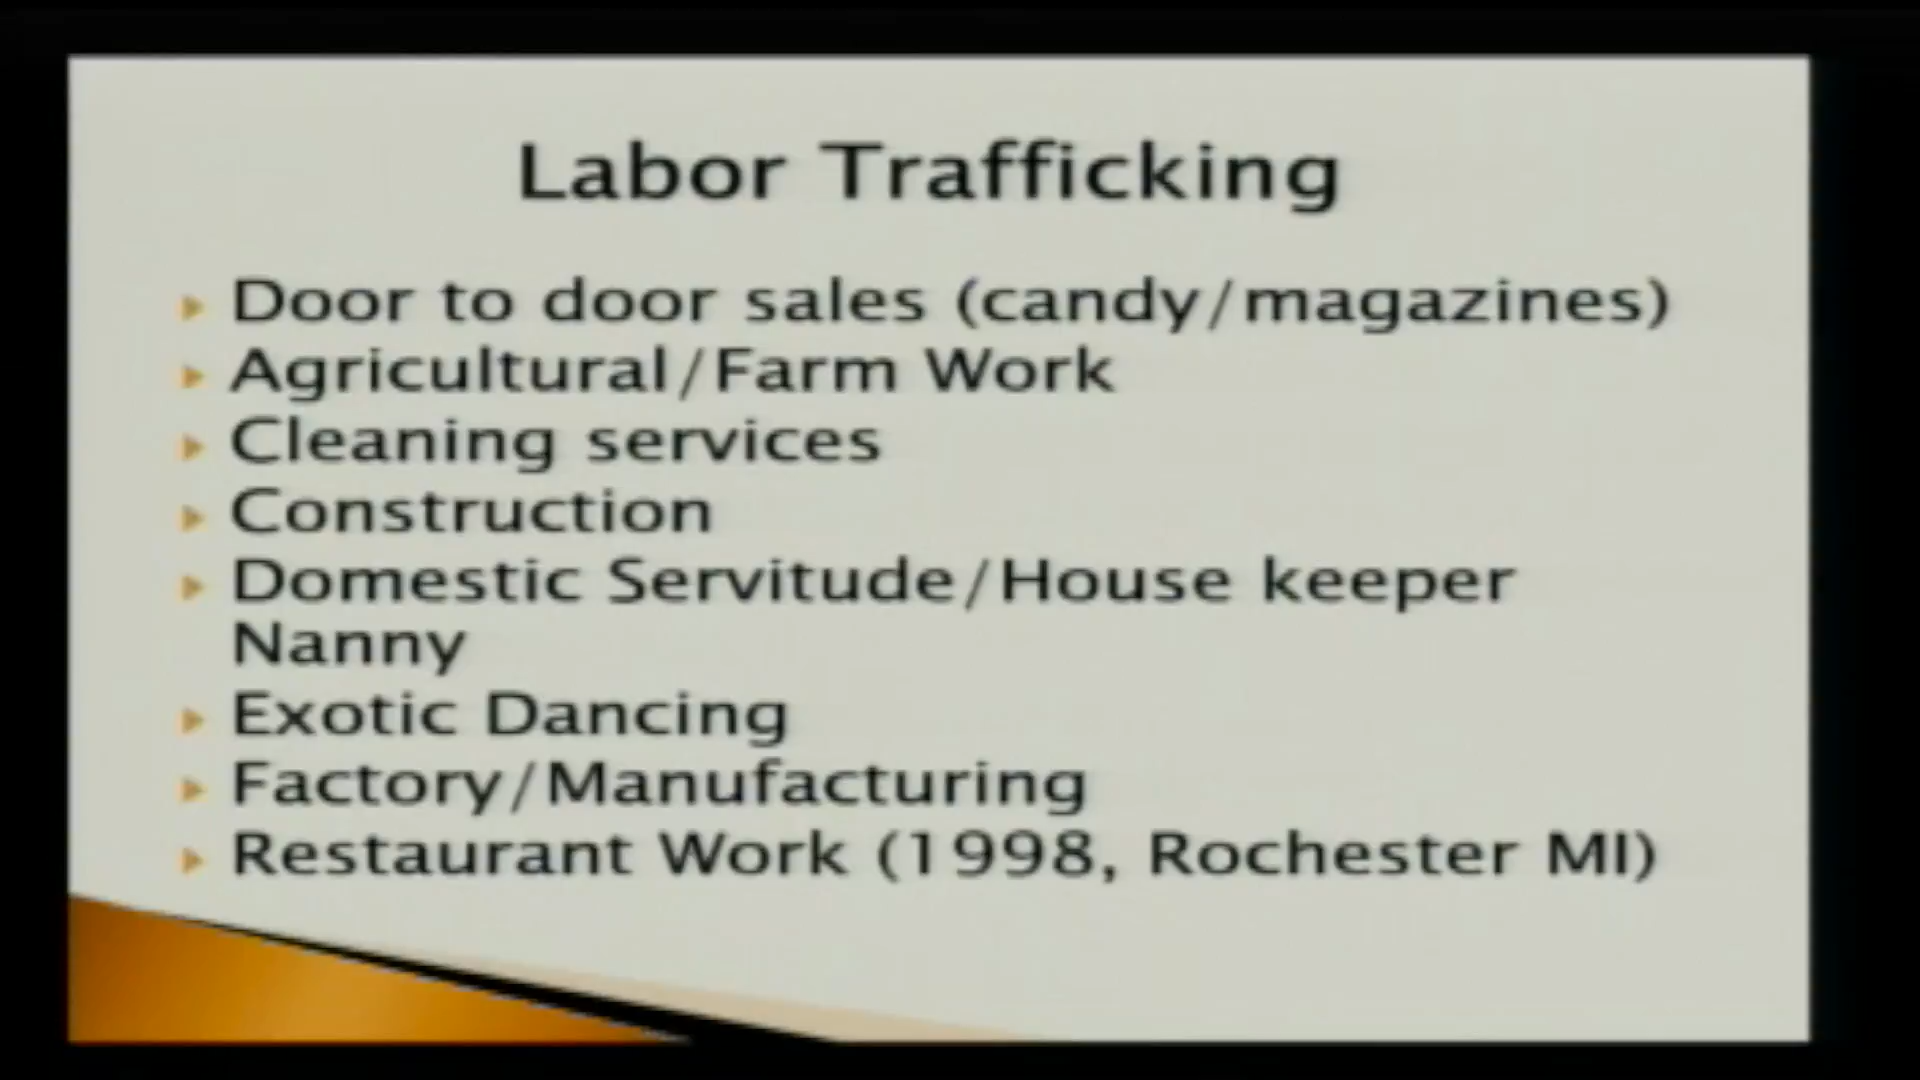 Labor Trafficking
Door to door sales (candy/magazines)
Agricultural/Farm Work
Cleaning services
Construction
Domestic Servitude/House keeper
Nanny
Exotic Dancing
Factory/Manufacturing
Restaurant Work (1998, Rochester MI)